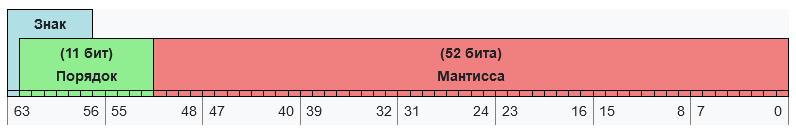 Знак
(11 бит)
Порядок
(52 бита)
Мантисса
63 56 55 48 47 40 39 32 31 24 23 16 15 8 7 0